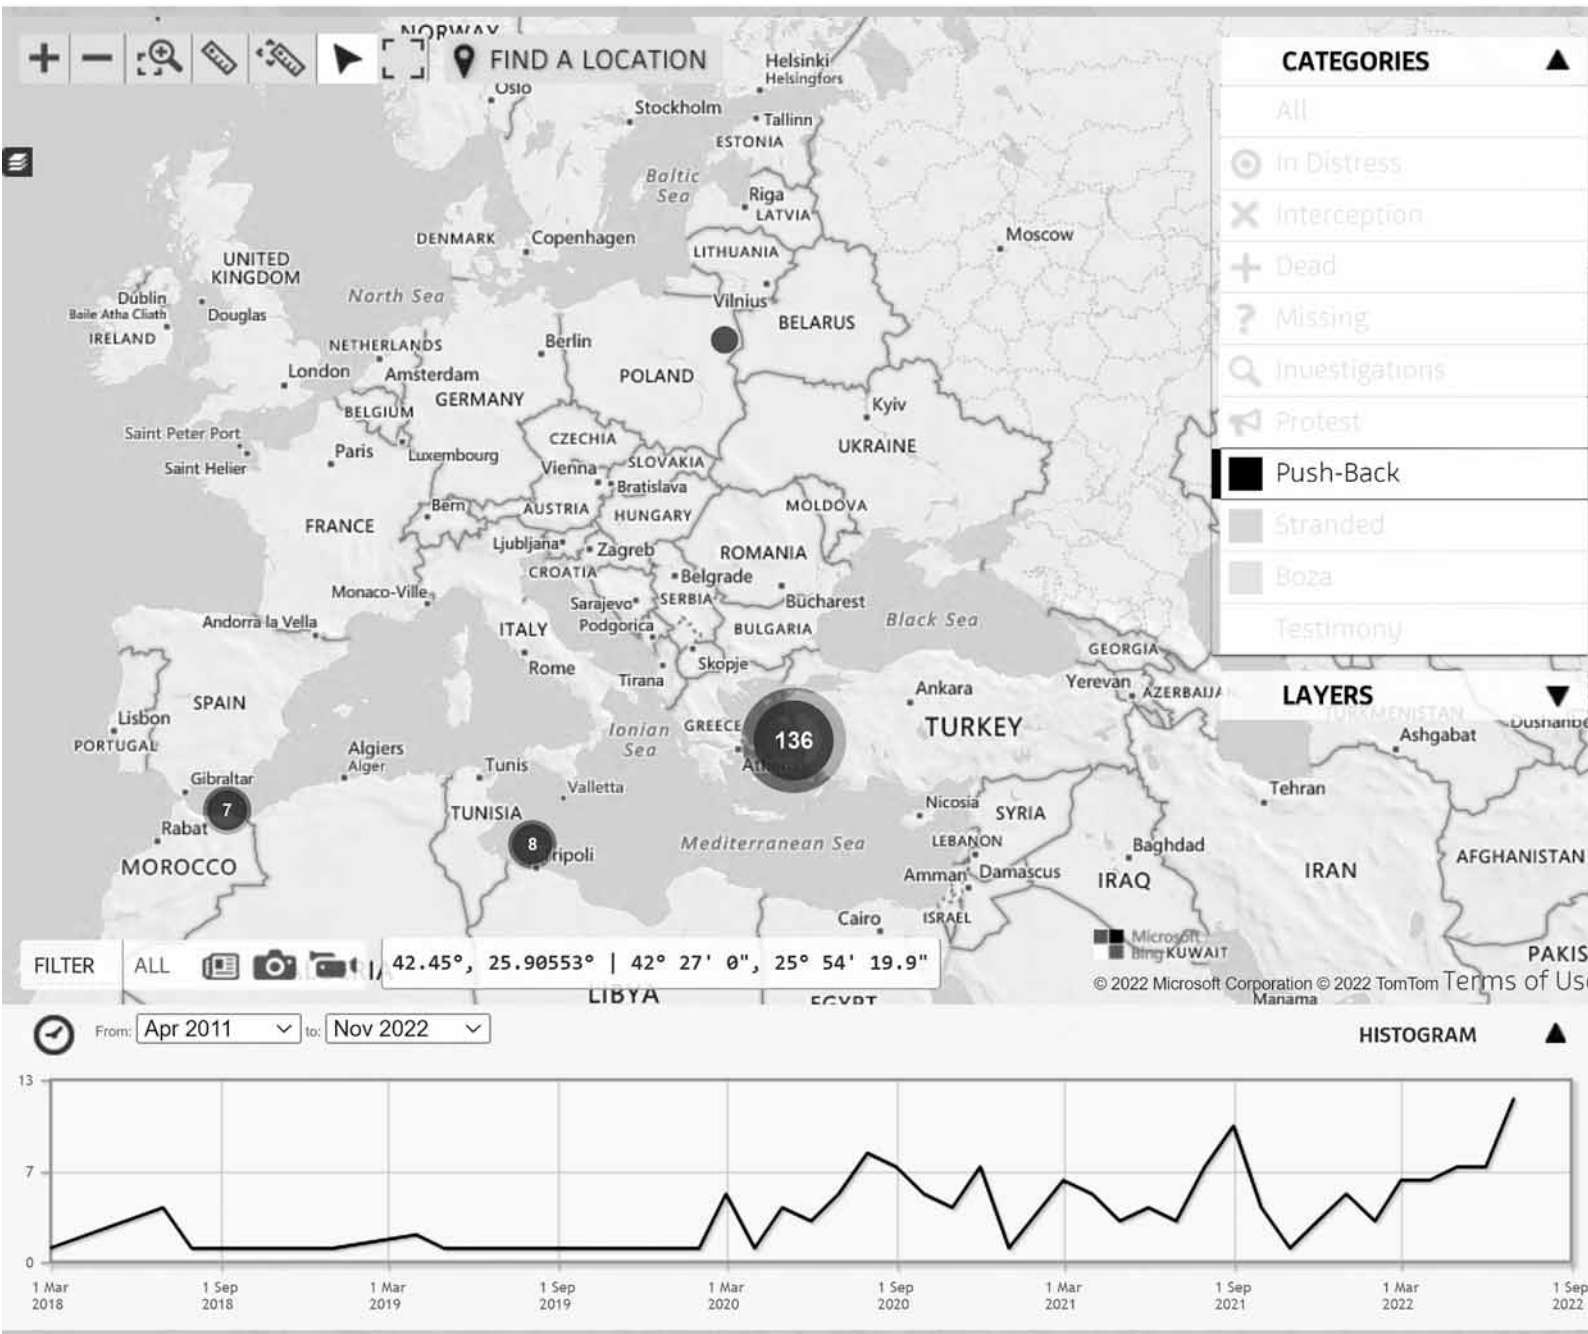 NORWAY
FIND A LOCATION
Helsinki
Helsingfors
Oslo
Stockholm
Tallinn
ESTONIA
Baltic
Sea
Riga
LATVIA
Moscow
DENMARK
Copenhagen
LITHUANIA
UNITED
KINGDOM
North Sea
Dublin
Baile Atha Cliath
IRELAND
Douglas
Vilnius
BELARUS
NETHERLANDS
Berlin
London
Amsterdam
POLAND
GERMANY
BELGIUM
Kyiv
Saint Peter Port
CZECHIA
UKRAINE
Paris
Luxembourg
Saint Helier
Vienna
SLOVAKIA
Bratislava
Bern
AUSTRIA
HUNGARY
MOLDOVA
FRANCE
Ljubljana
Zagreb
ROMANIA
CROATIA
Belgrade
Monaco-Ville
Sarajevo
SERBIA
Bucharest
Andorra la Vella
ITALY
Podgorica
BULGARIA
Black Sea
GEORGIA
Rome
Skopje
Tirana
Ankara
Yerevan
AZERBAIJA
SPAIN
Lisbon
PORTUGAL
Ionian
Sea
GREECE
136
TURKEY
TURKMENISTAN
Dushanbe
Ashgabat
Algiers
Alger
Tunis
Gibraltar
Valletta
Tehran
7
TUNISIA
Nicosia
SYRIA
Rabat
8
ripoli
Mediterranean Sea
LEBANON
Baghdad
MOROCCO
Amman
Damascus
IRAQ
IRAN
AFGHANISTAN
Cairo
ISRAEL
KUWAIT
PAKIS
LIBYA
EGYPT
Manama
CATEGORIES
All
In Distress
Interception
Dead
Missing
Investigations
Protest
Push-Back
Stranded
Boza
Testimony
LAYERS
FILTER ALL
42.45°, 25.90553° | 42° 27' 0", 25° 54' 19.9"
Microsoft
Bing
© 2022 Microsoft Corporation © 2022 TomTom Terms of Us
From: Apr 2011 to: Nov 2022
HISTOGRAM
13
7
0
1 Mar
2018
1 Sep
2018
1 Mar
2019
1 Sep
2019
1 Mar
2020
1 Sep
2020
1 Mar
2021
1 Sep
2021
1 Mar
2022
1 Sep
2022